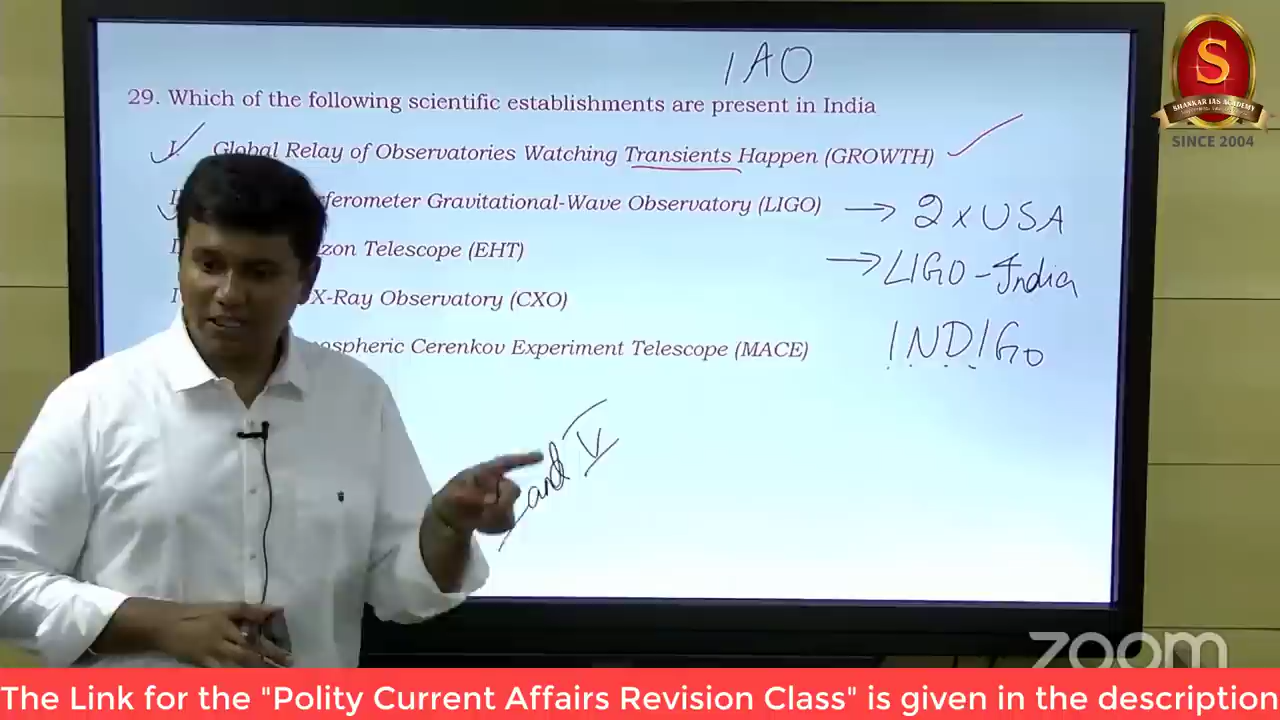 IAO
29. Which of the following scientific establishments are present in India
I. Global Relay of Observatories Watching Transients Happen (GROWTH)
ferometer Gravitational-Wave Observatory (LIGO) → 2 x USA
zon Telescope (EHT) → LIGO-India
X-Ray Observatory (CXO)
ospheric Cerenkov Experiment Telescope (MACE) INDIGO
I and V
S
SHANKAR IAS ACADEMY
SINCE 2004
zoom
The Link for the "Polity Current Affairs Revision Class" is given in the description